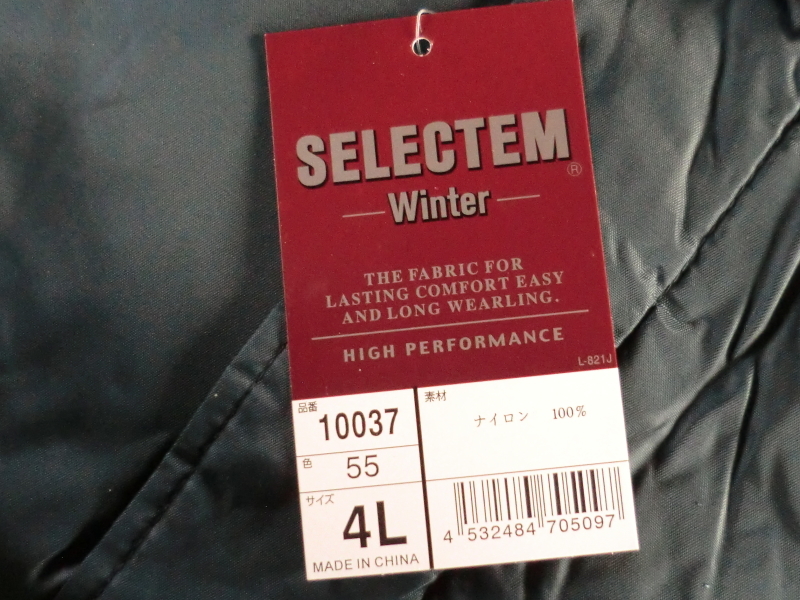 SELECTEM®
Winter
THE FABRIC FOR
LASTING COMFORT EASY
AND LONG WEARLING.
HIGH PERFORMANCE
L-821J
品番
10037
色
55
サイズ
4L
MADE IN CHINA
素材
ナイロン 100%
4 532484 705097